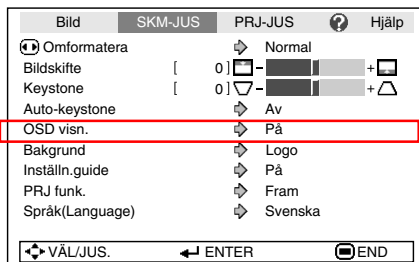 Bild SKM-JUS PRJ-JUS ? Hjälp
Omformatera Normal
Bildskifte [ 0] - +
Keystone [ 0] - +
Auto-keystone Av
OSD visn. På
Bakgrund Logo
Inställn.guide På
PRJ funk. Fram
Språk(Language) Svenska
VÄL/JUS. ENTER END